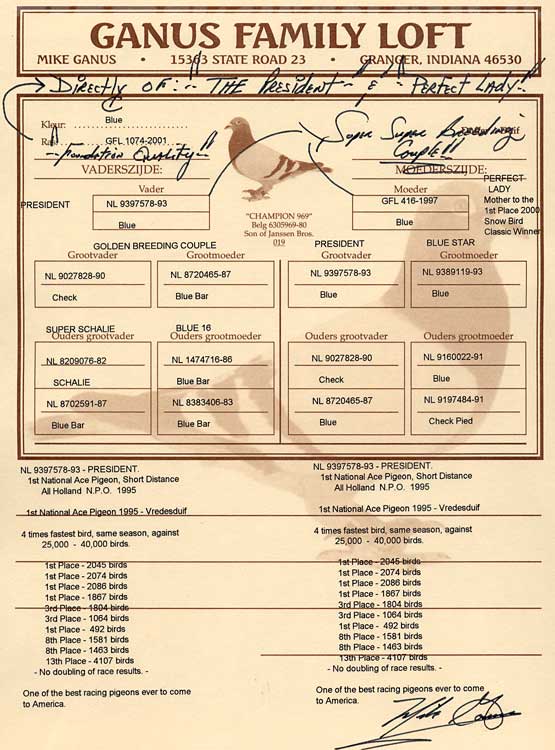 GANUS FAMILY LOFT
MIKE GANUS • 15363 STATE ROAD 23 • GRANGER, INDIANA 46530
Directly of:- "THE President" & "Perfect Lady"
Kleur: Blue
GFL 1074-2001
"Foundation Quality"
Super Super Breeding
Couple!!
VADERSZIJDE:
MOEDERSZIJDE:
Vader
PRESIDENT
NL 9397578-93
Blue
"CHAMPION 969"
Belg 6305969-80
Son of Janssen Bros.
019
Moeder
GFL 416-1997
Blue
PERFECT
LADY
Mother to the
1st Place 2000
Snow Bird
Classic Winner
GOLDEN BREEDING COUPLE
PRESIDENT
BLUE STAR
Grootvader
Grootmoeder
Grootvader
Grootmoeder
NL 9027828-90
NL 8720465-87
NL 9397578-93
NL 9389119-93
Check
Blue Bar
Blue
Blue
SUPER SCHALIE
BLUE 16
Ouders grootvader
Ouders grootmoeder
Ouders grootvader
Ouders grootmoeder
NL 8209076-82
NL 1474716-86
NL 9027828-90
NL 9160022-91
SCHALIE
Blue Bar
Check
Blue
NL 8702591-87
NL 8383406-83
NL 8720465-87
NL 9197484-91
Blue Bar
Blue Bar
Blue
Check Pied
NL 9397578-93 - PRESIDENT.
1st National Ace Pigeon, Short Distance
All Holland N.P.O. 1995
1st National Ace Pigeon 1995 - Vredesduif
4 times fastest bird, same season, against
25,000 - 40,000 birds.
1st Place - 2045 birds
1st Place - 2074 birds
1st Place - 2086 birds
1st Place - 1867 birds
3rd Place - 1804 birds
3rd Place - 1064 birds
1st Place - 492 birds
8th Place - 1581 birds
8th Place - 1463 birds
13th Place - 4107 birds
- No doubling of race results. -
One of the best racing pigeons ever to come
to America.
NL 9397578-93 - PRESIDENT.
1st National Ace Pigeon, Short Distance
All Holland N.P.O. 1995
1st National Ace Pigeon 1995 - Vredesduif
4 times fastest bird, same season, against
25,000 - 40,000 birds.
1st Place - 2045 birds
1st Place - 2074 birds
1st Place - 2086 birds
1st Place - 1867 birds
3rd Place - 1804 birds
3rd Place - 1064 birds
1st Place - 492 birds
8th Place - 1581 birds
8th Place - 1463 birds
13th Place - 4107 birds
- No doubling of race results. -
One of the best racing pigeons ever to come
to America.